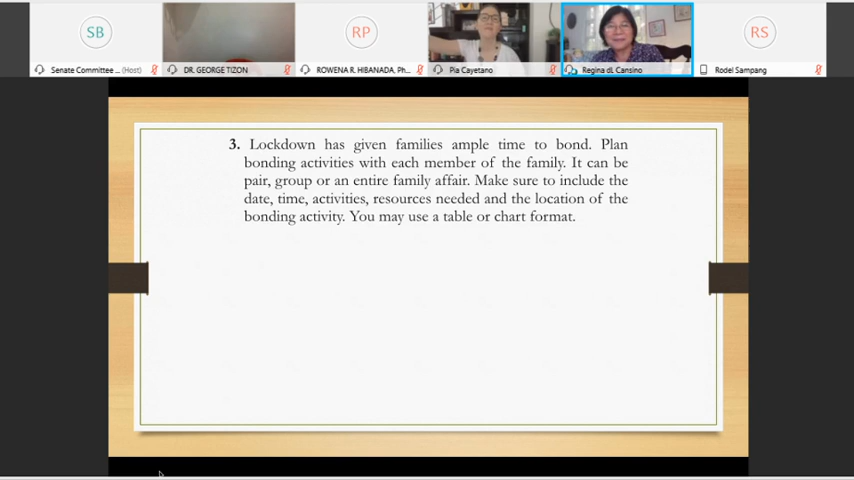 SB
RP
RS
Senate Committee ... (Host)
DR. GEORGE TIZON
ROWENA R. HIBANADA, Ph...
Pia Cayetano
Regina dL Cansino
Rodel Sampang
3. Lockdown has given families ample time to bond. Plan
bonding activities with each member of the family. It can be
pair, group or an entire family affair. Make sure to include the
date, time, activities, resources needed and the location of the
bonding activity. You may use a table or chart format.